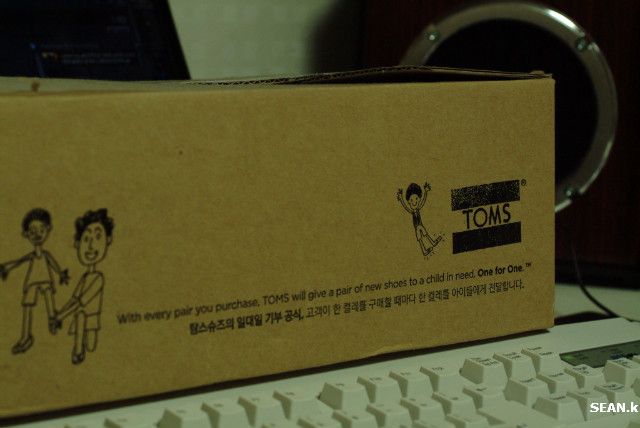 TOMS®
With every pair you purchase, TOMS will give a pair of new shoes to a child in need. One for One.™
탐스슈즈의 일대일 기부 공식, 고객이 한 켤레를 구매할 때마다 한 켤레를 아이들에게 전달합니다.
SEAN.k